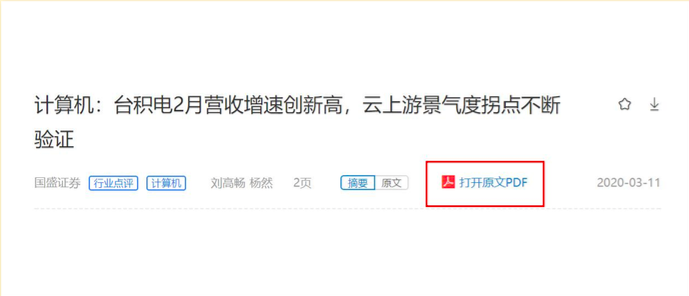 计算机：台积电2月营收增速创新高，云上游景气度拐点不断
验证
国盛证券 行业点评 计算机 刘高畅 杨然 2页 摘要 原文 打开原文PDF 2020-03-11